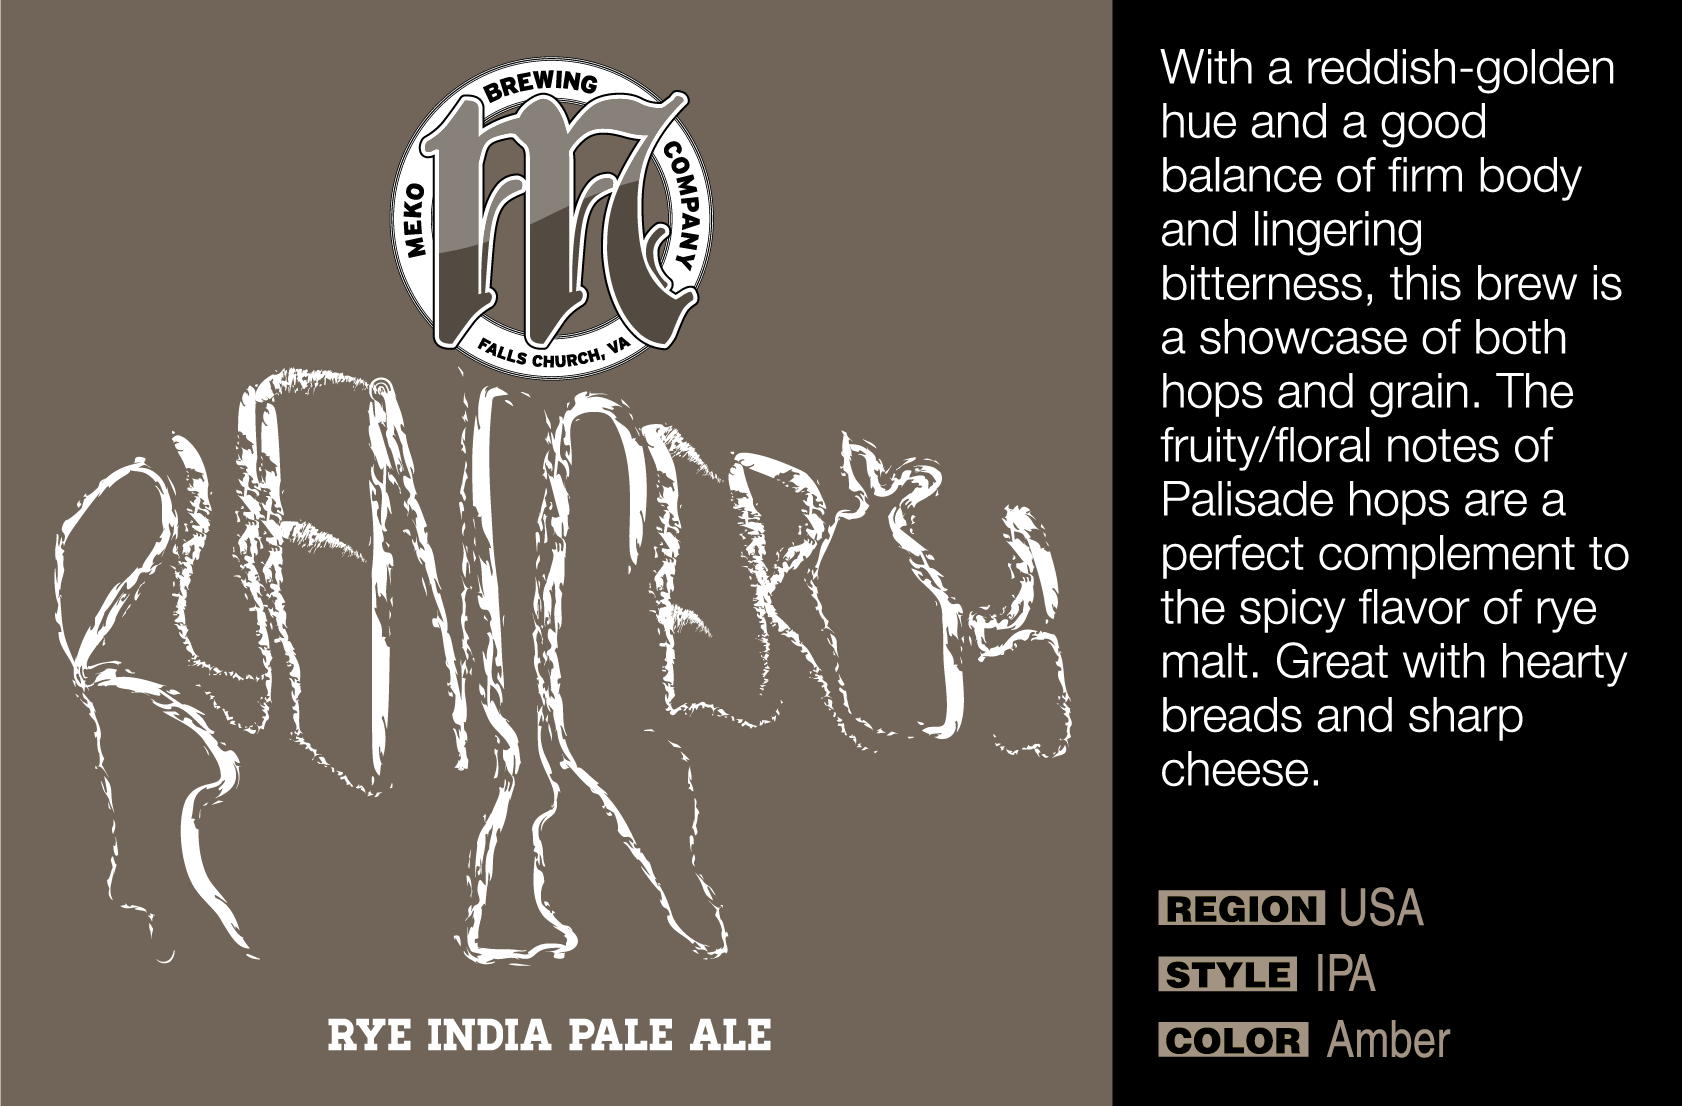 MEKO BREWING COMPANY
FALLS CHURCH, VA
RYE INDIA PALE ALE
With a reddish-golden
hue and a good
balance of firm body
and lingering
bitterness, this brew is
a showcase of both
hops and grain. The
fruity/floral notes of
Palisade hops are a
perfect complement to
the spicy flavor of rye
malt. Great with hearty
breads and sharp
cheese.
REGION USA
STYLE IPA
COLOR Amber